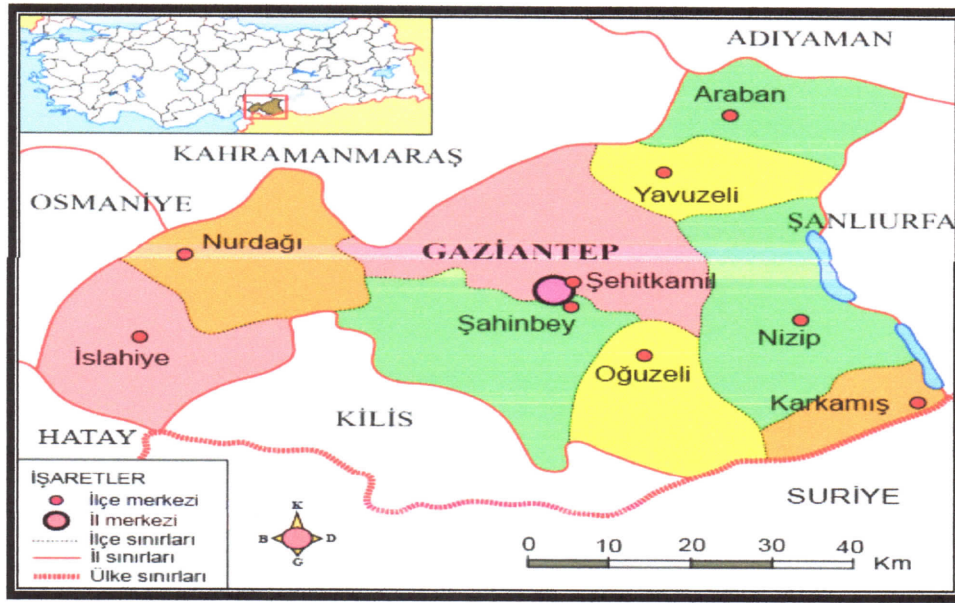 ADIYAMAN
Araban
KAHRAMANMARAŞ
Yavuzeli
OSMANİYE
ŞANLIURFA
Nurdağı
GAZİANTEP
Şehitkamil
Şahinbey
Nizip
İslahiye
Oğuzeli
Karkamış
KİLİS
HATAY
SURİYE
İŞARETLER
İlçe merkezi
İl merkezi
İlçe sınırları
İl sınırları
Ülke sınırları
K
B D
G
0 10 20 30 40
Km